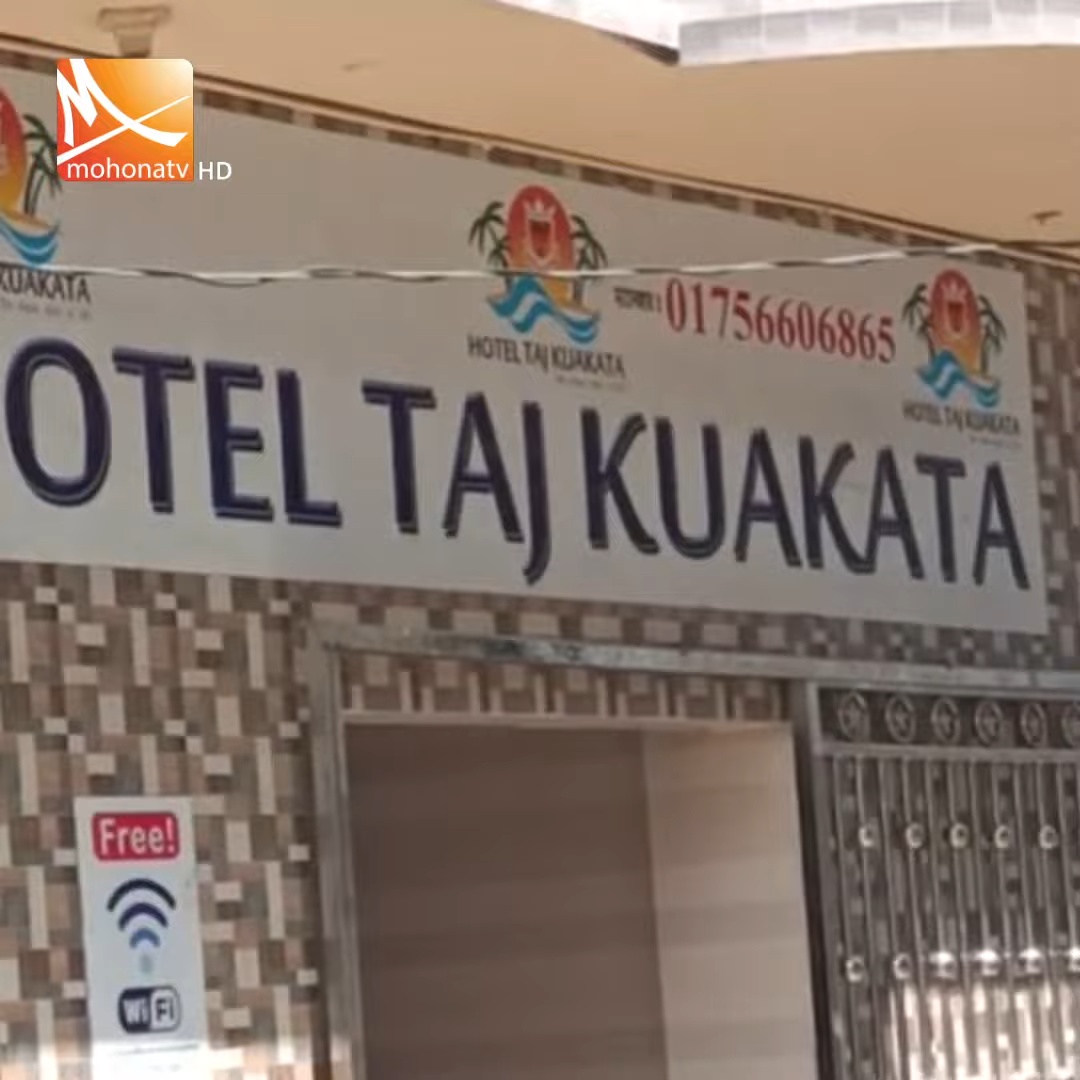 mohonatv HD
KUAKATA
HOTEL TAJ KUAKATA
01756606865
HOTEL TAJ KUAKATA
OTEL TAJ KUAKATA
Free!
WiFi